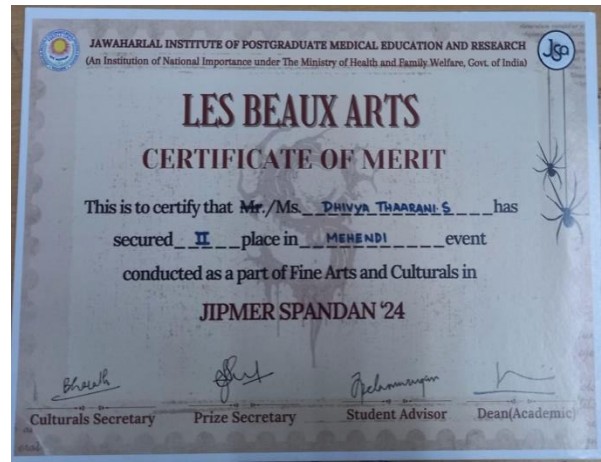 JAWAHARLAL INSTITUTE OF POSTGRADUATE MEDICAL EDUCATION AND RESEARCH
(An Institution of National Importance under The Ministry of Health and Family Welfare, Govt. of India)
JSA
LES BEAUX ARTS
CERTIFICATE OF MERIT
This is to certify that Mr./Ms. DHIVYA THAARANI. S has
secured II place in MEHENDI event
conducted as a part of Fine Arts and Culturals in
JIPMER SPANDAN '24
Bharath
Culturals Secretary Prize Secretary Student Advisor Dean(Academic)